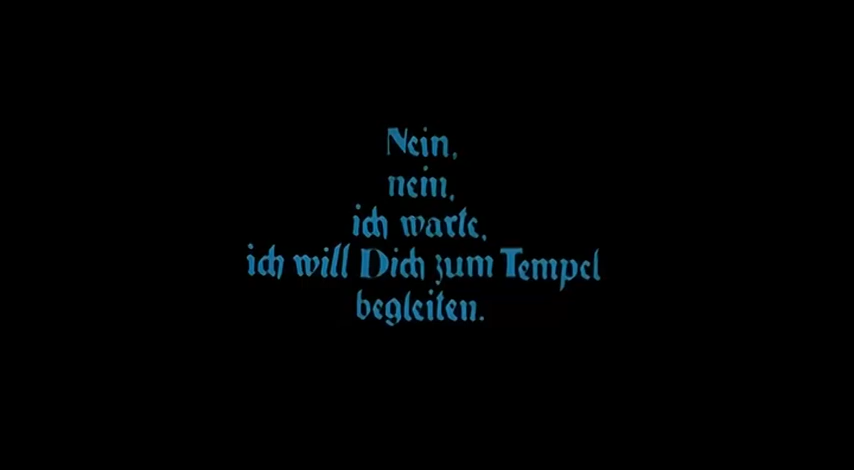 Nein,
nein,
ich warte,
ich will Dich zum Tempel
begleiten.